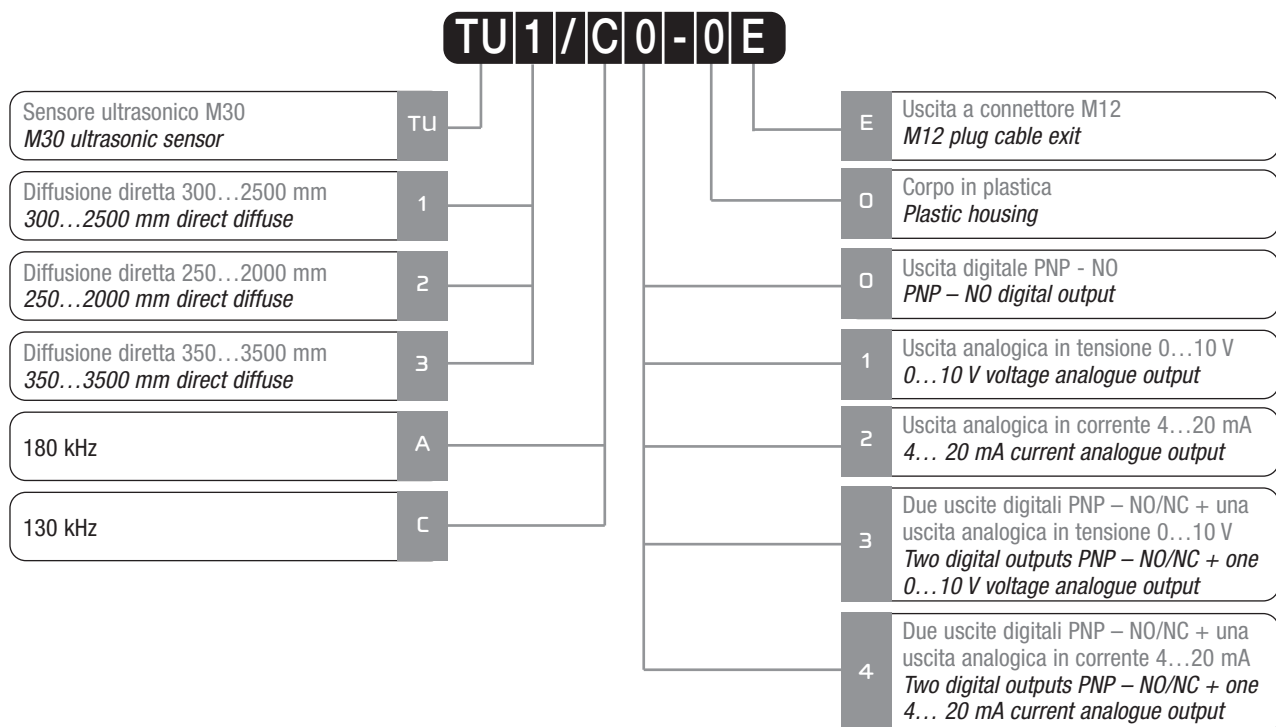 TU1/C0-0E
Sensore ultrasonico M30
M30 ultrasonic sensor
TU
Diffusione diretta 300…2500 mm
300…2500 mm direct diffuse
1
Diffusione diretta 250…2000 mm
250…2000 mm direct diffuse
2
Diffusione diretta 350…3500 mm
350…3500 mm direct diffuse
3
180 kHz
A
130 kHz
C
E
Uscita a connettore M12
M12 plug cable exit
0
Corpo in plastica
Plastic housing
0
Uscita digitale PNP - NO
PNP – NO digital output
1
Uscita analogica in tensione 0…10 V
0…10 V voltage analogue output
2
Uscita analogica in corrente 4…20 mA
4… 20 mA current analogue output
3
Due uscite digitali PNP – NO/NC + una
uscita analogica in tensione 0…10 V
Two digital outputs PNP – NO/NC + one
0…10 V voltage analogue output
4
Due uscite digitali PNP – NO/NC + una
uscita analogica in corrente 4…20 mA
Two digital outputs PNP – NO/NC + one
4… 20 mA current analogue output